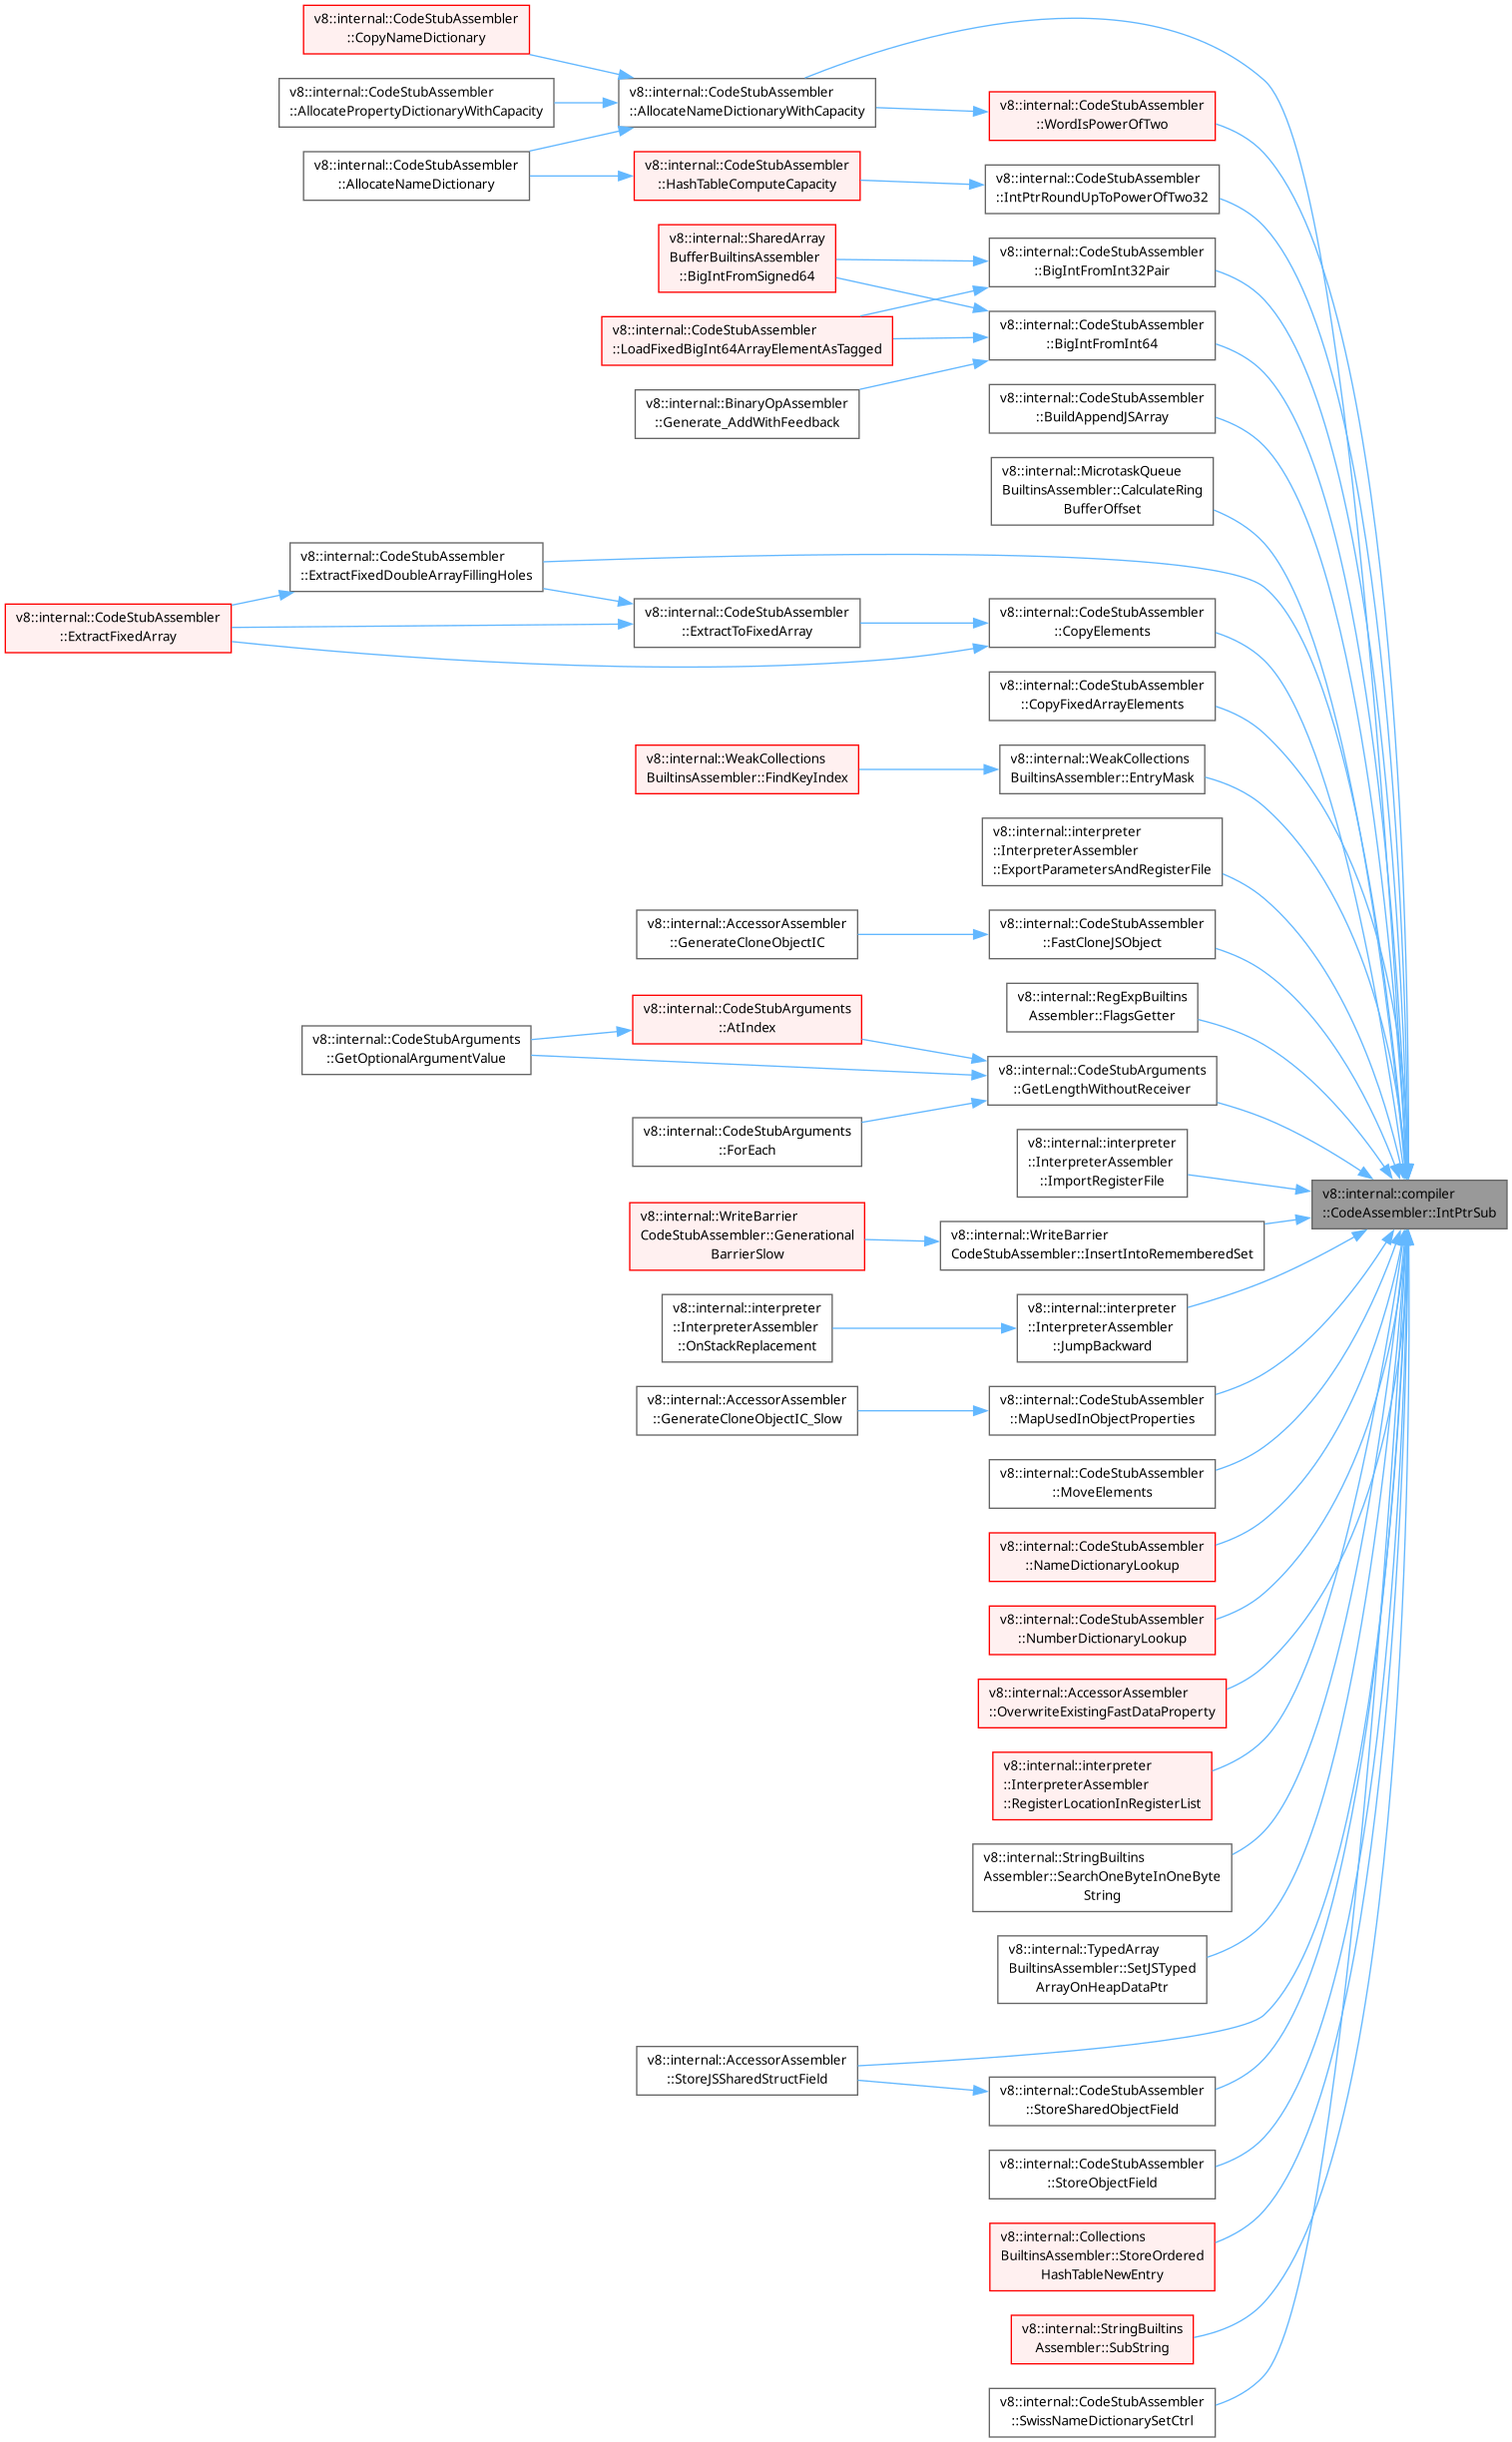 v8::internal::CodeStubAssembler
::CopyNameDictionary
v8::internal::CodeStubAssembler
::AllocatePropertyDictionaryWithCapacity
v8::internal::CodeStubAssembler
::AllocateNameDictionaryWithCapacity
v8::internal::CodeStubAssembler
::WordIsPowerOfTwo
v8::internal::CodeStubAssembler
::AllocateNameDictionary
v8::internal::CodeStubAssembler
::HashTableComputeCapacity
v8::internal::CodeStubAssembler
::IntPtrRoundUpToPowerOfTwo32
v8::internal::SharedArray
BufferBuiltinsAssembler
::BigIntFromSigned64
v8::internal::CodeStubAssembler
::BigIntFromInt32Pair
v8::internal::CodeStubAssembler
::LoadFixedBigInt64ArrayElementAsTagged
v8::internal::CodeStubAssembler
::BigIntFromInt64
v8::internal::BinaryOpAssembler
::Generate_AddWithFeedback
v8::internal::CodeStubAssembler
::BuildAppendJSArray
v8::internal::MicrotaskQueue
BuiltinsAssembler::CalculateRing
BufferOffset
v8::internal::CodeStubAssembler
::ExtractFixedDoubleArrayFillingHoles
v8::internal::CodeStubAssembler
::ExtractFixedArray
v8::internal::CodeStubAssembler
::ExtractToFixedArray
v8::internal::CodeStubAssembler
::CopyElements
v8::internal::CodeStubAssembler
::CopyFixedArrayElements
v8::internal::WeakCollections
BuiltinsAssembler::FindKeyIndex
v8::internal::WeakCollections
BuiltinsAssembler::EntryMask
v8::internal::interpreter
::InterpreterAssembler
::ExportParametersAndRegisterFile
v8::internal::AccessorAssembler
::GenerateCloneObjectIC
v8::internal::CodeStubAssembler
::FastCloneJSObject
v8::internal::RegExpBuiltins
Assembler::FlagsGetter
v8::internal::CodeStubArguments
::GetOptionalArgumentValue
v8::internal::CodeStubArguments
::AtIndex
v8::internal::CodeStubArguments
::GetLengthWithoutReceiver
v8::internal::CodeStubArguments
::ForEach
v8::internal::interpreter
::InterpreterAssembler
::ImportRegisterFile
v8::internal::compiler
::CodeAssembler::IntPtrSub
v8::internal::WriteBarrier
CodeStubAssembler::Generational
BarrierSlow
v8::internal::WriteBarrier
CodeStubAssembler::InsertIntoRememberedSet
v8::internal::interpreter
::InterpreterAssembler
::OnStackReplacement
v8::internal::interpreter
::InterpreterAssembler
::JumpBackward
v8::internal::AccessorAssembler
::GenerateCloneObjectIC_Slow
v8::internal::CodeStubAssembler
::MapUsedInObjectProperties
v8::internal::CodeStubAssembler
::MoveElements
v8::internal::CodeStubAssembler
::NameDictionaryLookup
v8::internal::CodeStubAssembler
::NumberDictionaryLookup
v8::internal::AccessorAssembler
::OverwriteExistingFastDataProperty
v8::internal::interpreter
::InterpreterAssembler
::RegisterLocationInRegisterList
v8::internal::StringBuiltins
Assembler::SearchOneByteInOneByte
String
v8::internal::TypedArray
BuiltinsAssembler::SetJSTyped
ArrayOnHeapDataPtr
v8::internal::AccessorAssembler
::StoreJSSharedStructField
v8::internal::CodeStubAssembler
::StoreSharedObjectField
v8::internal::CodeStubAssembler
::StoreObjectField
v8::internal::Collections
BuiltinsAssembler::StoreOrdered
HashTableNewEntry
v8::internal::StringBuiltins
Assembler::SubString
v8::internal::CodeStubAssembler
::SwissNameDictionarySetCtrl